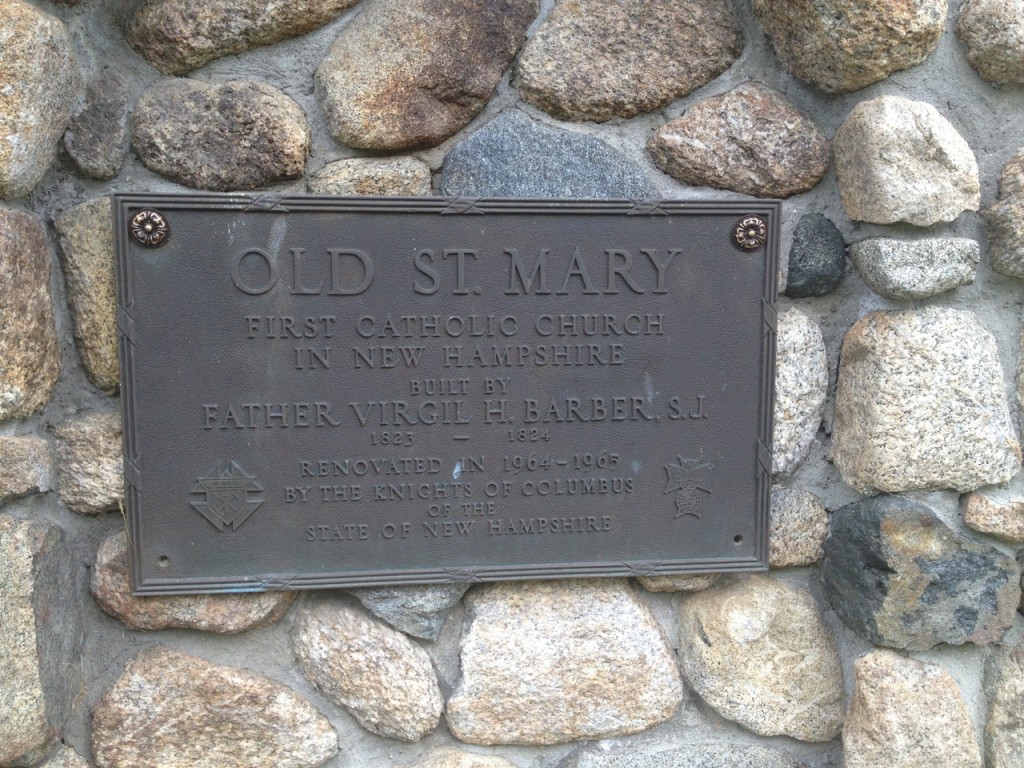 OLD ST. MARY
FIRST CATHOLIC CHURCH
IN NEW HAMPSHIRE
BUILT BY
FATHER VIRGIL H. BARBER, S.J.
1823 – 1824
RENOVATED IN 1964-1965
BY THE KNIGHTS OF COLUMBUS
OF THE
STATE OF NEW HAMPSHIRE